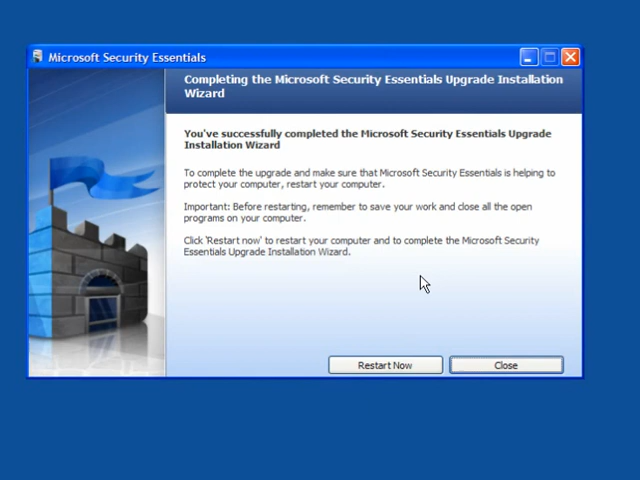 Microsoft Security Essentials
Completing the Microsoft Security Essentials Upgrade Installation
Wizard
You've successfully completed the Microsoft Security Essentials Upgrade
Installation Wizard
To complete the upgrade and make sure that Microsoft Security Essentials is helping to
protect your computer, restart your computer.
Important: Before restarting, remember to save your work and close all the open
programs on your computer.
Click 'Restart now' to restart your computer and to complete the Microsoft Security
Essentials Upgrade Installation Wizard.
Restart Now
Close